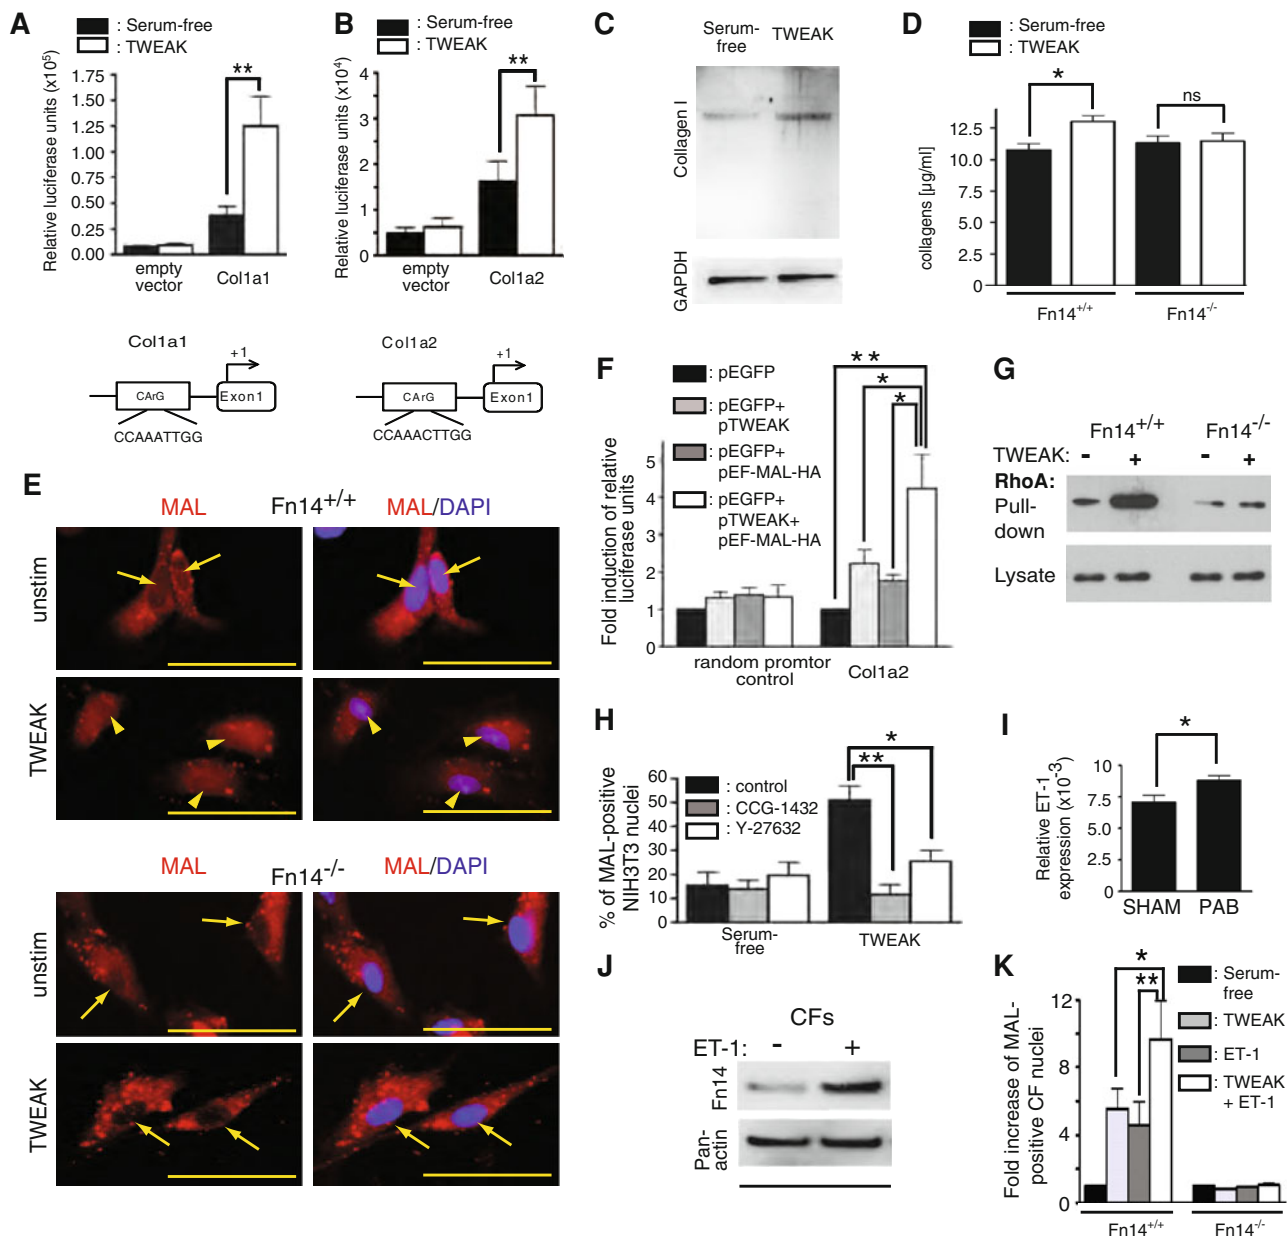 A
: Serum-free
: TWEAK
**
Relative luciferase units (x10⁵)
1.75
1.50
1.25
1.00
0.75
0.50
0.25
0.00
empty vector
Col1a1
B
: Serum-free
: TWEAK
**
Relative luciferase units (x10⁴)
4
3
2
1
0
empty vector
Col1a2
Col1a1
+1
CArG
Exon1
CCAAATTGG
Col1a2
+1
CArG
Exon1
CCAAACTTGG
C
Serum-free
TWEAK
Collagen I
GAPDH
D
: Serum-free
: TWEAK
*
ns
collagens [µg/ml]
12.5
10.0
7.5
5.0
2.5
0
Fn14+/+
Fn14-/-
E
MAL
Fn14+/+
MAL/DAPI
unstim
TWEAK
MAL
Fn14-/-
MAL/DAPI
unstim
TWEAK
F
: pEGFP
: pEGFP+
pTWEAK
: pEGFP+
pEF-MAL-HA
: pEGFP+
pTWEAK+
pEF-MAL-HA
**
*
*
Fold induction of relative
luciferase units
5
4
3
2
1
0
random promtor
control
Col1a2
G
Fn14+/+
Fn14-/-
TWEAK: - + - +
RhoA:
Pull-
down
Lysate
H
: control
: CCG-1432
: Y-27632
*
**
% of MAL-positive
NIH3T3 nuclei
60
50
40
30
20
10
0
Serum-
free
TWEAK
I
*
Relative ET-1
expression (x10⁻³)
10
7.5
5.0
2.5
0
SHAM
PAB
J
CFs
ET-1: - +
Fn14
Pan-
actin
K
: Serum-
free
: TWEAK
: ET-1
: TWEAK
+ ET-1
*
**
Fold increase of MAL-
positive CF nuclei
12
8
4
0
Fn14+/+
Fn14-/-